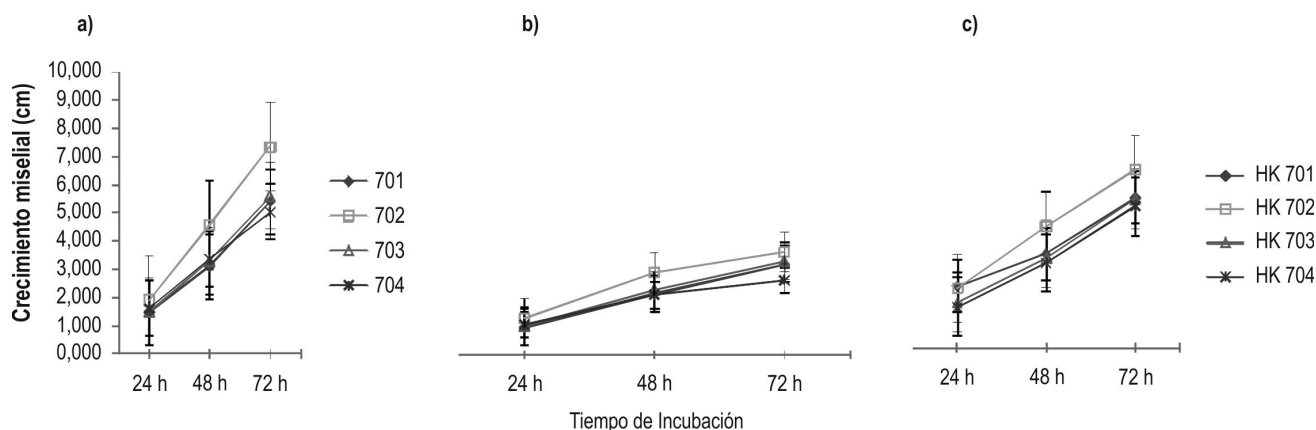 a)
b)
c)
Crecimiento miselial (cm)
10,000
9,000
8,000
7,000
6,000
5,000
4,000
3,000
2,000
1,000
0,000
24 h 48 h 72 h
701
702
703
704
24 h 48 h 72 h
24 h 48 h 72 h
HK 701
HK 702
HK 703
HK 704
Tiempo de Incubación